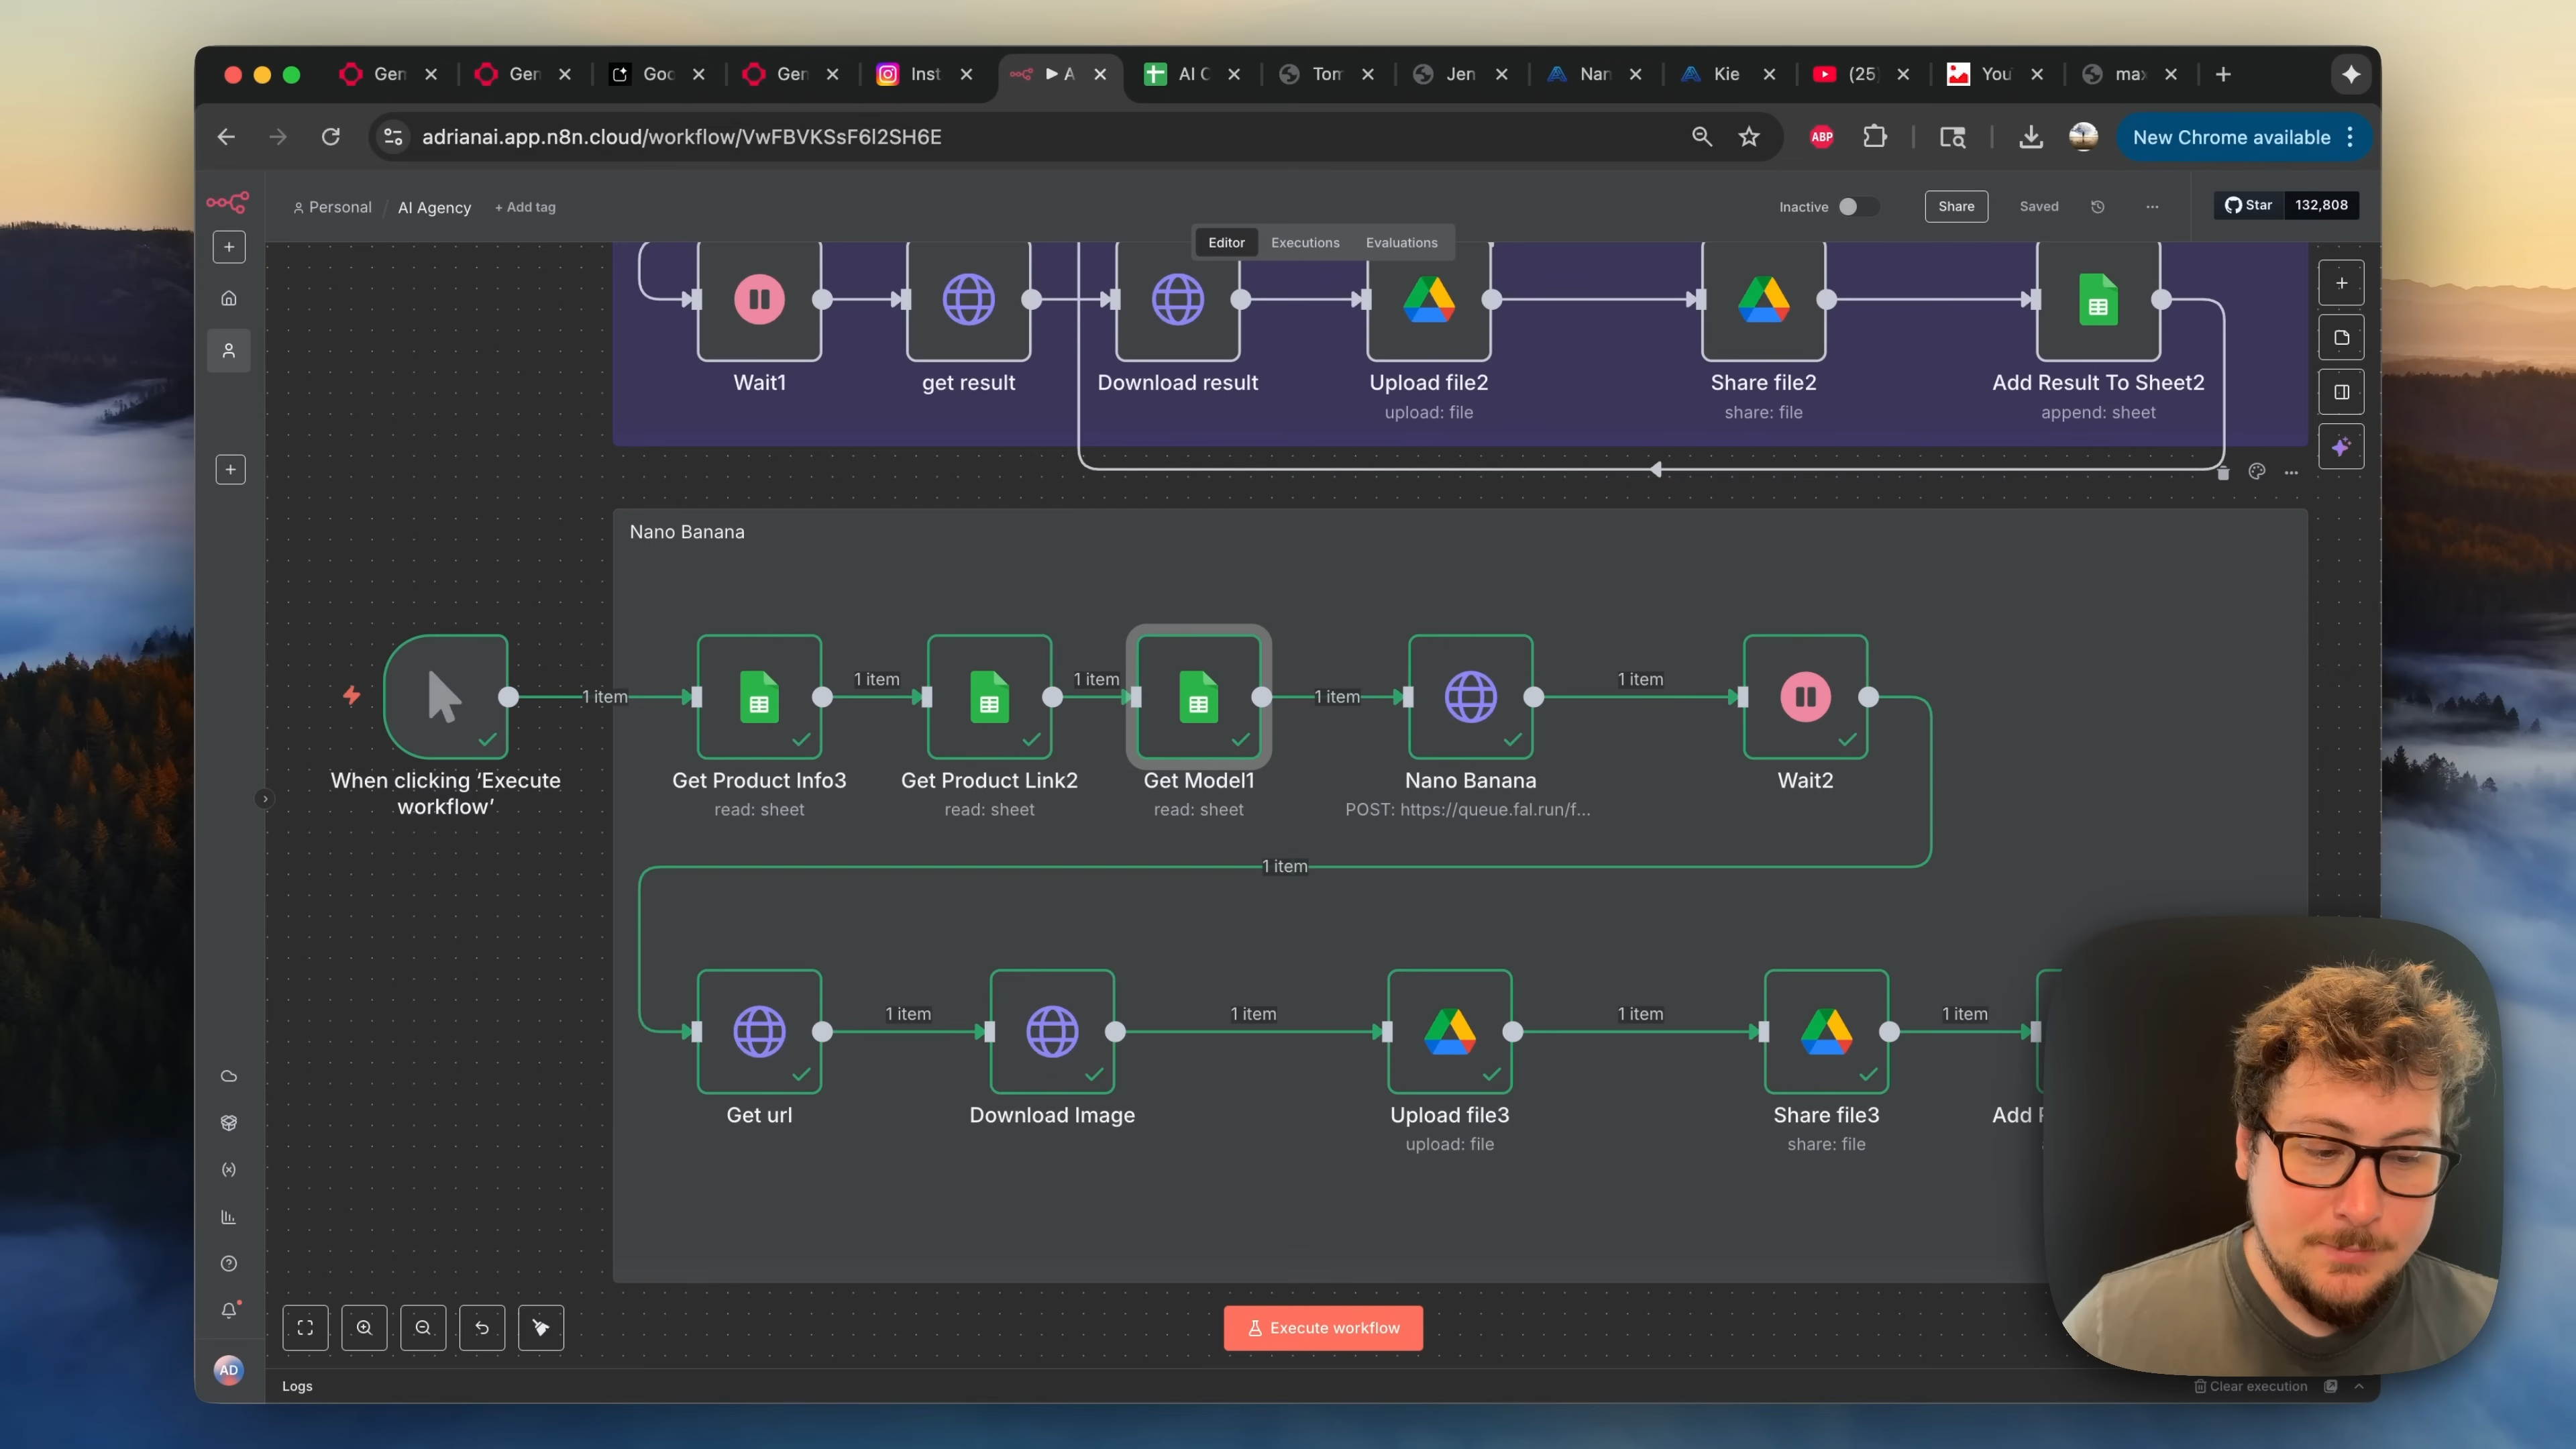 Gen
Gen
Goo
Gen
Inst
A
AI C
Tom
Jen
Nan
Kie
(25)
You
max
adrianai.app.n8n.cloud/workflow/VwFBVKSsF6l2SH6E
ABP
New Chrome available
Personal / AI Agency + Add tag
Inactive
Share
Saved
Star 132,808
Editor Executions Evaluations
Wait1
get result
Download result
Upload file2
Share file2
Add Result To Sheet2
upload: file
share: file
append: sheet
Nano Banana
1 item
1 item
1 item
1 item
1 item
When clicking ‘Execute
workflow’
Get Product Info3
Get Product Link2
Get Model1
Nano Banana
Wait2
read: sheet
read: sheet
read: sheet
POST: https://queue.fal.run/f...
1 item
1 item
1 item
1 item
1 item
Get url
Download Image
Upload file3
Share file3
Add
upload: file
share: file
Execute workflow
AD
Logs
Clear execution